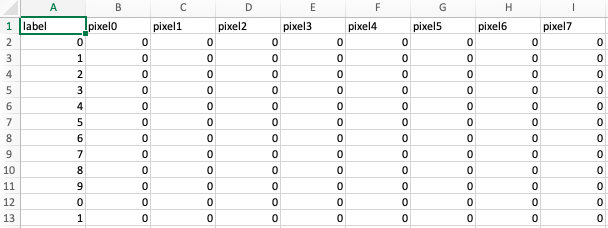 A B C D E F G H I
1 label pixel0 pixel1 pixel2 pixel3 pixel4 pixel5 pixel6 pixel7
2 0 0 0 0 0 0 0 0 0
3 1 0 0 0 0 0 0 0 0
4 2 0 0 0 0 0 0 0 0
5 3 0 0 0 0 0 0 0 0
6 4 0 0 0 0 0 0 0 0
7 5 0 0 0 0 0 0 0 0
8 6 0 0 0 0 0 0 0 0
9 7 0 0 0 0 0 0 0 0
10 8 0 0 0 0 0 0 0 0
11 9 0 0 0 0 0 0 0 0
12 0 0 0 0 0 0 0 0 0
13 1 0 0 0 0 0 0 0 0